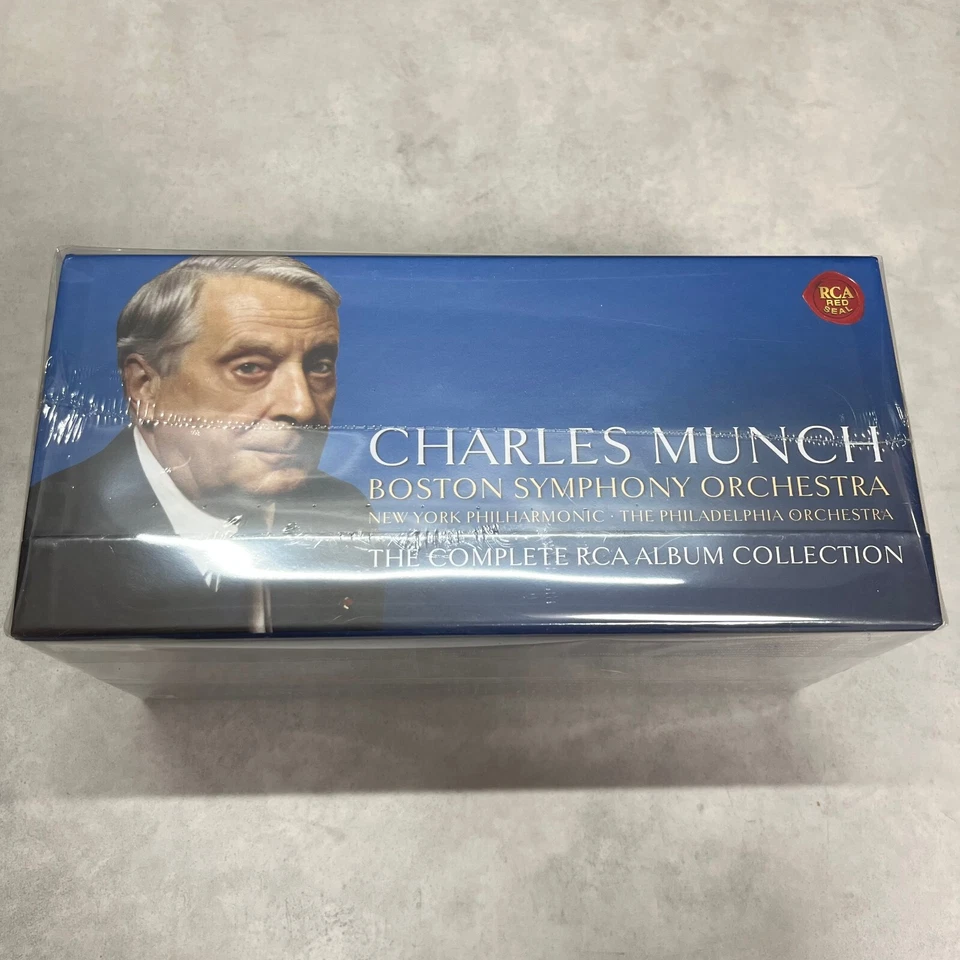 RCA
RED
SEAL
CHARLES MUNCH
BOSTON SYMPHONY ORCHESTRA
NEW YORK PHILHARMONIC · THE PHILADELPHIA ORCHESTRA
THE COMPLETE RCA ALBUM COLLECTION